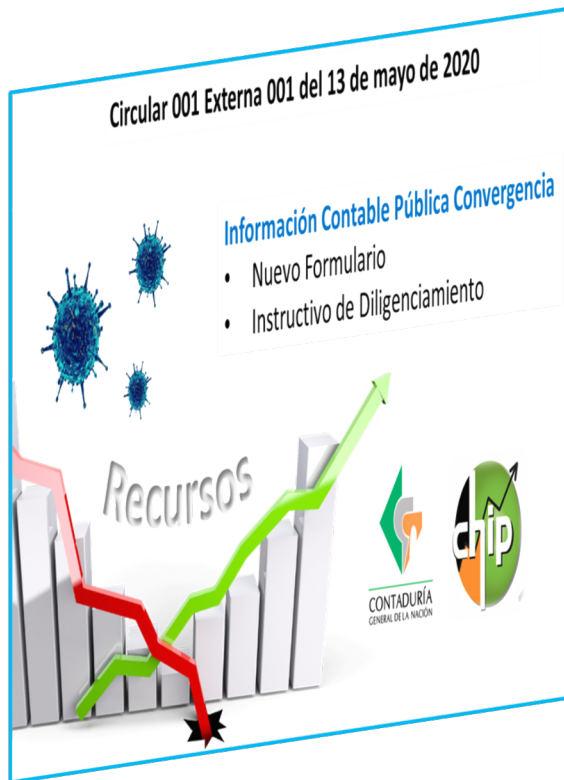 Circular 001 Externa 001 del 13 de mayo de 2020
Información Contable Pública Convergencia
• Nuevo Formulario
• Instructivo de Diligenciamiento
Recursos
CONTADURÍA
GENERAL DE LA NACIÓN
chip